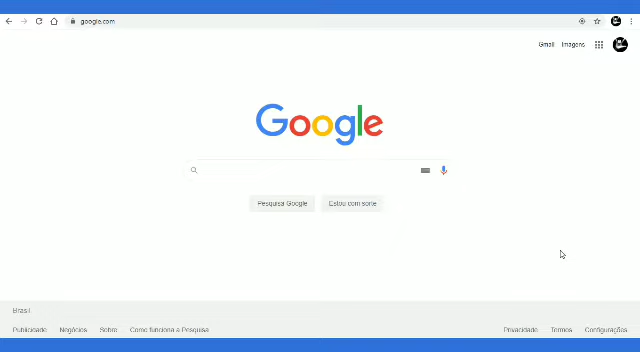 google.com
Gmail Imagens
Google
Pesquisa Google Estou com sorte
Brasil
Publicidade Negócios Sobre Como funciona a Pesquisa Privacidade Termos Configurações